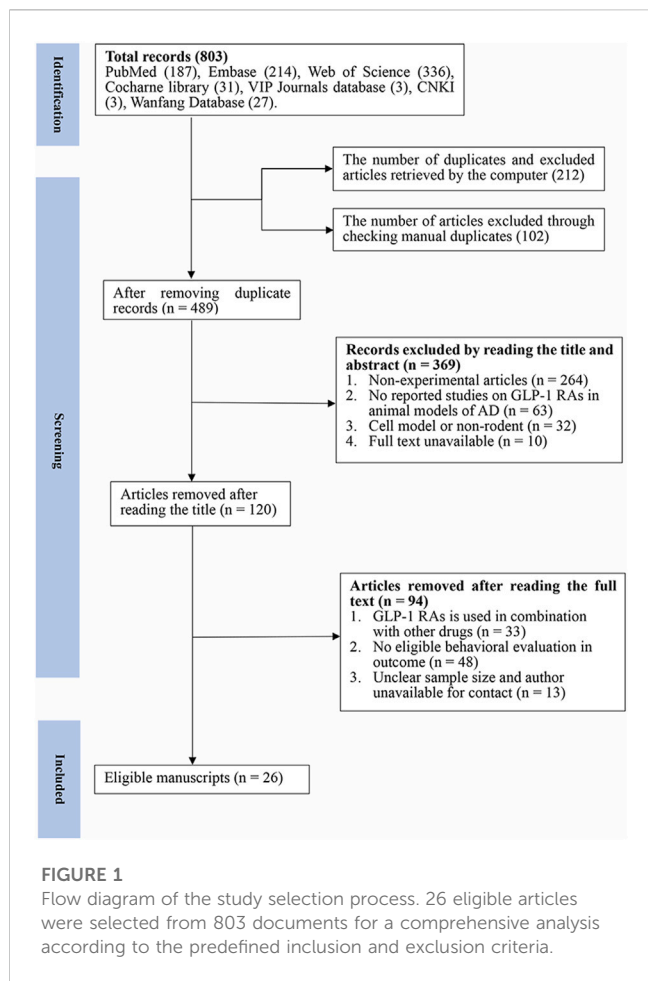 Identification
Total records (803)
PubMed (187), Embase (214), Web of Science (336),
Cocharne library (31), VIP Journals database (3), CNKI
(3), Wanfang Database (27).
The number of duplicates and excluded
articles retrieved by the computer (212)
The number of articles excluded through
checking manual duplicates (102)
Screening
After removing duplicate
records (n = 489)
Records excluded by reading the title and
abstract (n = 369)
1. Non-experimental articles (n = 264)
2. No reported studies on GLP-1 RAs in
animal models of AD (n = 63)
3. Cell model or non-rodent (n = 32)
4. Full text unavailable (n = 10)
Articles removed after
reading the title (n = 120)
Articles removed after reading the full
text (n = 94)
1. GLP-1 RAs is used in combination
with other drugs (n = 33)
2. No eligible behavioral evaluation in
outcome (n = 48)
3. Unclear sample size and author
unavailable for contact (n = 13)
Included
Eligible manuscripts (n = 26)
FIGURE 1
Flow diagram of the study selection process. 26 eligible articles
were selected from 803 documents for a comprehensive analysis
according to the predefined inclusion and exclusion criteria.